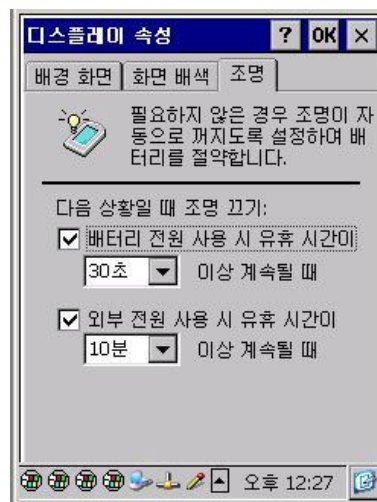 디스플레이 속성 ? OK ×
배경 화면 화면 배색 조명
필요하지 않은 경우 조명이 자
동으로 꺼지도록 설정하여 배
터리를 절약합니다.
다음 상황일 때 조명 끄기:
배터리 전원 사용 시 유휴 시간이
30초 이상 계속될 때
외부 전원 사용 시 유휴 시간이
10분 이상 계속될 때
오후 12:27